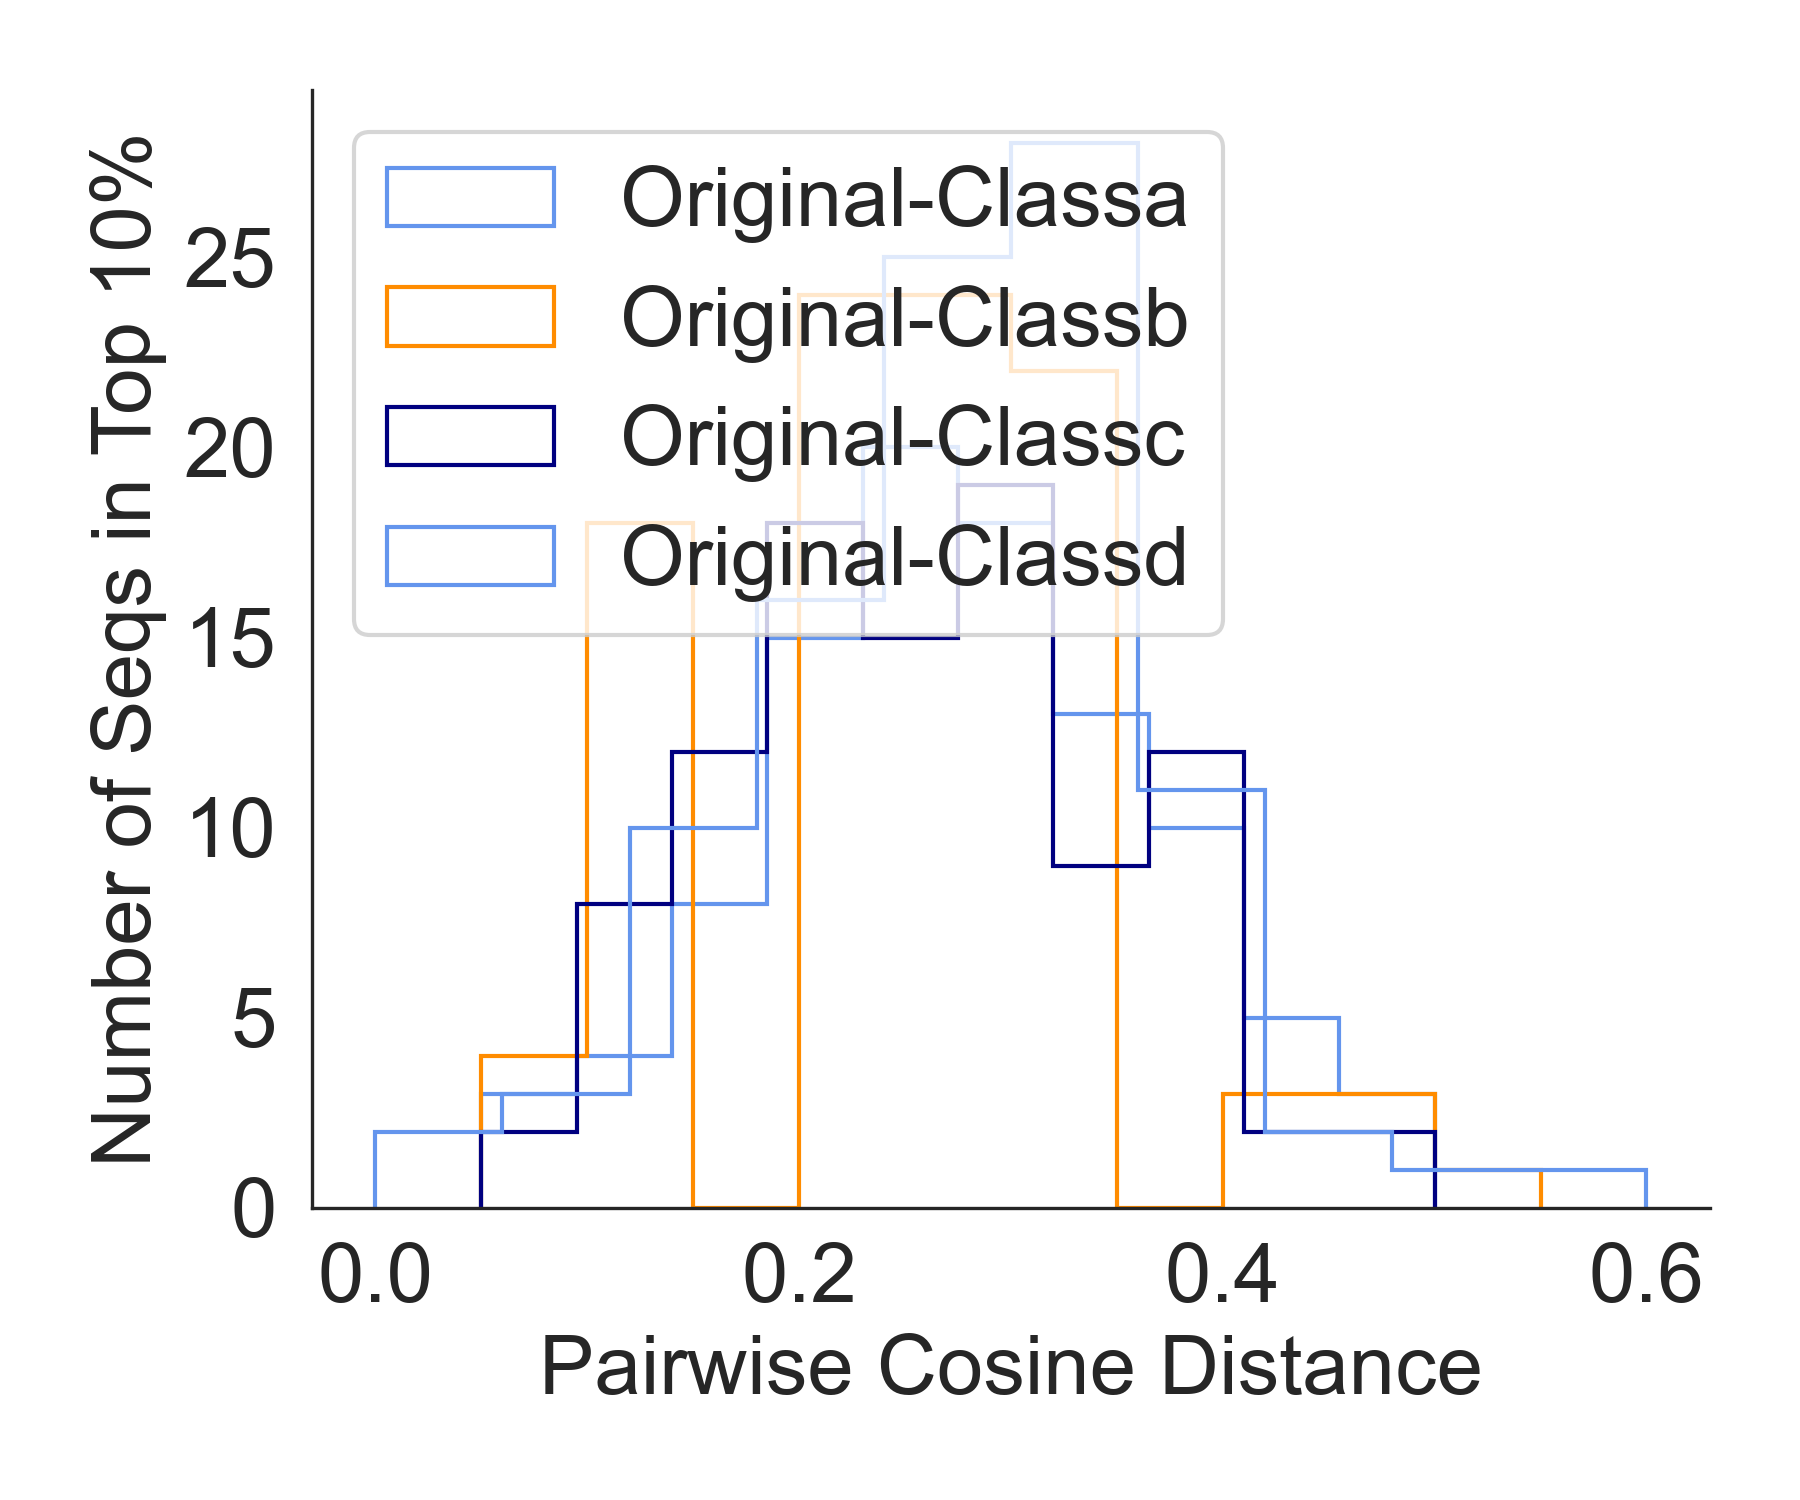 Number of Seqs in Top 10%
25
20
15
10
5
0
Original-Classa
Original-Classb
Original-Classc
Original-Classd
0.0 0.2 0.4 0.6
Pairwise Cosine Distance